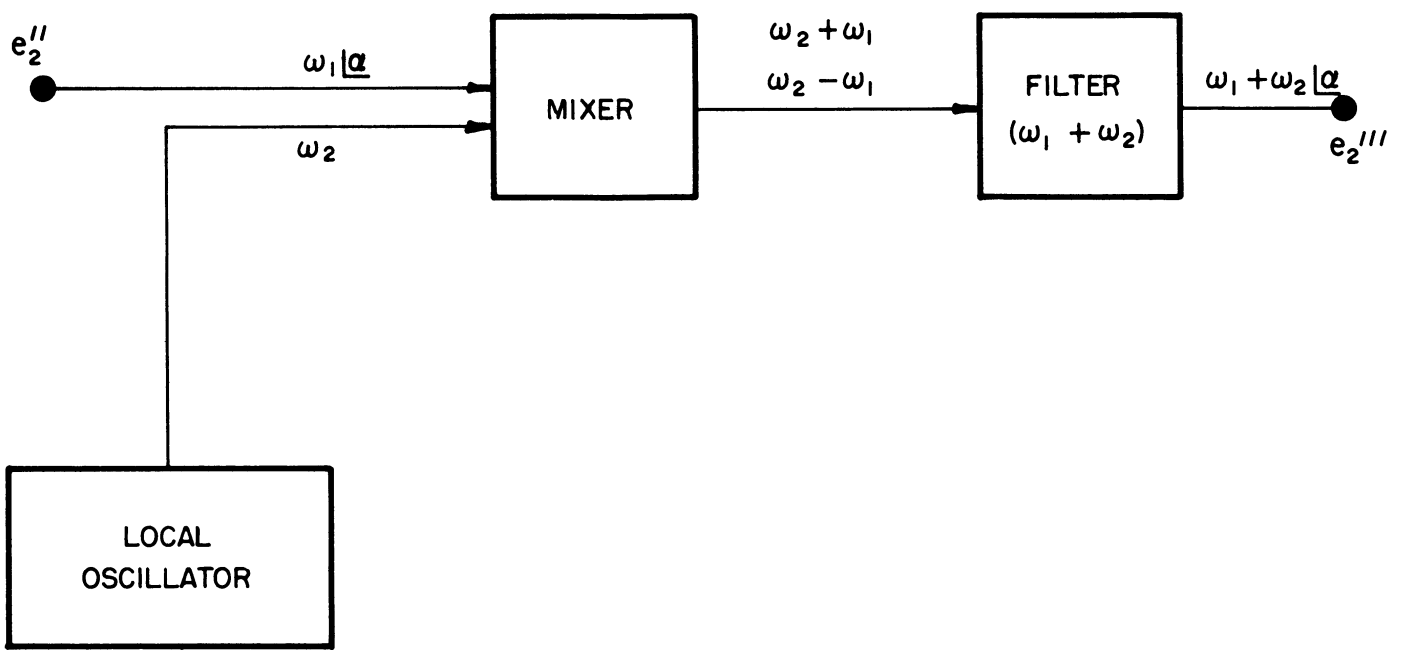 e₂′′
ω₁ ⌊α
ω₂
MIXER
ω₂ + ω₁
ω₂ − ω₁
FILTER
(ω₁ + ω₂)
ω₁ + ω₂ ⌊α
e₂′′′
LOCAL
OSCILLATOR